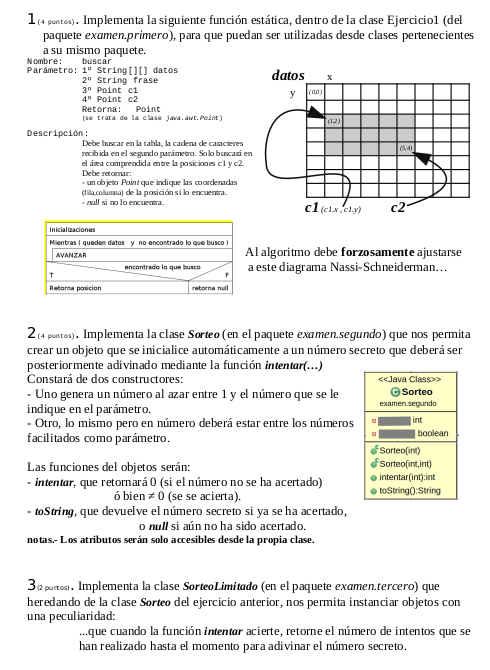 1(4 puntos). Implementa la siguiente función estática, dentro de la clase Ejercicio1 (del
paquete examen.primero), para que puedan ser utilizadas desde clases pertenecientes
a su mismo paquete.
Nombre: buscar
Parámetro: 1º String[][] datos
2º String frase
3º Point c1
4º Point c2
Retorna: Point
(se trata de la clase java.awt.Point)
Descripción:
Debe buscar en la tabla, la cadena de caracteres
recibida en el segundo parámetro. Solo buscará en
el área comprendida entre la posiciones c1 y c2.
Debe retornar:
- un objeto Point que indique las coordenadas
(fila,columna) de la posición si lo encuentra.
- null si no lo encuentra.
datos x
y
(0,0)
(1,2)
(5,4)
c1 (c1.x , c1.y) c2
Inicializaciones
Mientras ( queden datos y no encontrado lo que busco )
AVANZAR
encontrado lo que busco
T F
Retorna posicion retorna null
Al algoritmo debe forzosamente ajustarse
a este diagrama Nassi-Schneiderman…
2(4 puntos). Implementa la clase Sorteo (en el paquete examen.segundo) que nos permita
crear un objeto que se inicialice automáticamente a un número secreto que deberá ser
posteriormente adivinado mediante la función intentar(…)
Constará de dos constructores:
- Uno genera un número al azar entre 1 y el número que se le
indique en el parámetro.
- Otro, lo mismo pero en número deberá estar entre los números
facilitados como parámetro.
Las funciones del objetos serán:
- intentar, que retornará 0 (si el número no se ha acertado)
ó bien ≠ 0 (se se acierta).
- toString, que devuelve el número secreto si ya se ha acertado,
o null si aún no ha sido acertado.
notas.- Los atributos serán solo accesibles desde la propia clase.
<<Java Class>>
C Sorteo
examen.segundo
int
boolean
Sorteo(int)
Sorteo(int,int)
intentar(int):int
toString():String
3(2 puntos). Implementa la clase SorteoLimitado (en el paquete examen.tercero) que
heredando de la clase Sorteo del ejercicio anterior, nos permita instanciar objetos con
una peculiaridad:
...que cuando la función intentar acierte, retorne el número de intentos que se
han realizado hasta el momento para adivinar el número secreto.